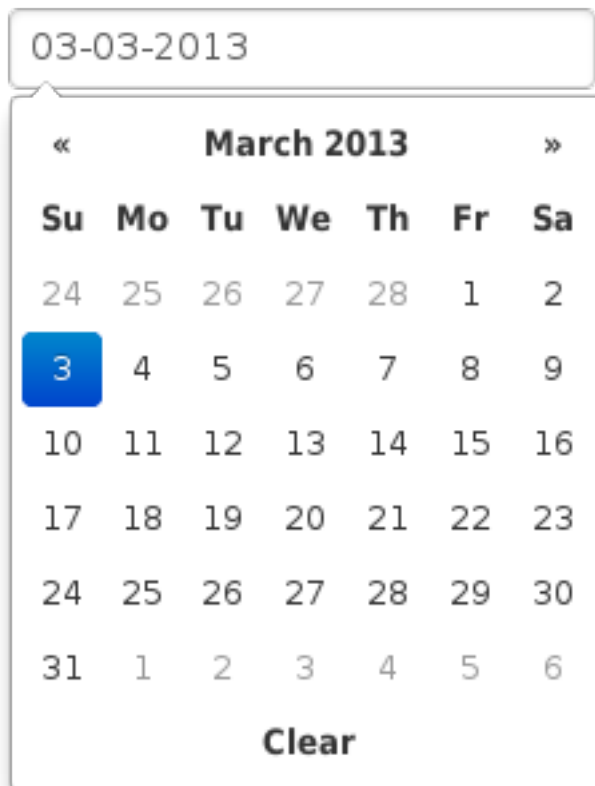 03-03-2013
« March 2013 »
Su Mo Tu We Th Fr Sa
24 25 26 27 28 1 2
3 4 5 6 7 8 9
10 11 12 13 14 15 16
17 18 19 20 21 22 23
24 25 26 27 28 29 30
31 1 2 3 4 5 6
Clear